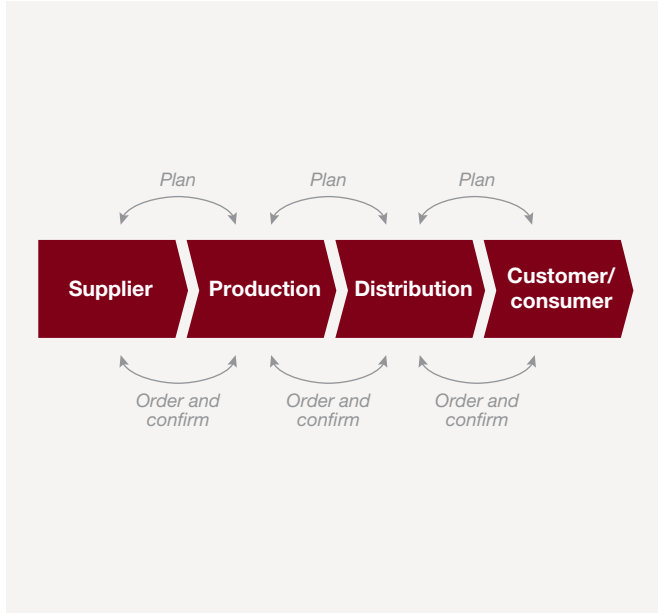 Plan
Plan
Plan
Supplier
Production
Distribution
Customer/
consumer
Order and
confirm
Order and
confirm
Order and
confirm